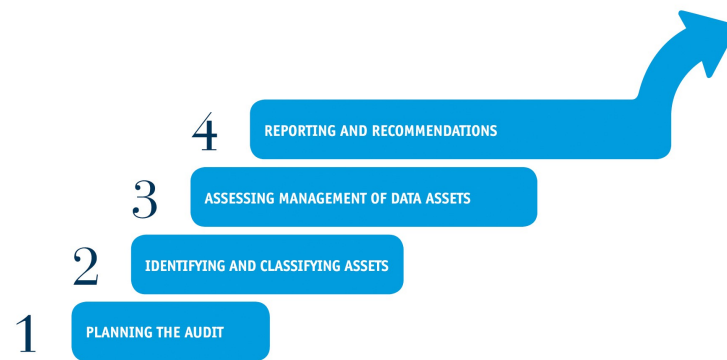 4 REPORTING AND RECOMMENDATIONS
3 ASSESSING MANAGEMENT OF DATA ASSETS
2 IDENTIFYING AND CLASSIFYING ASSETS
1 PLANNING THE AUDIT